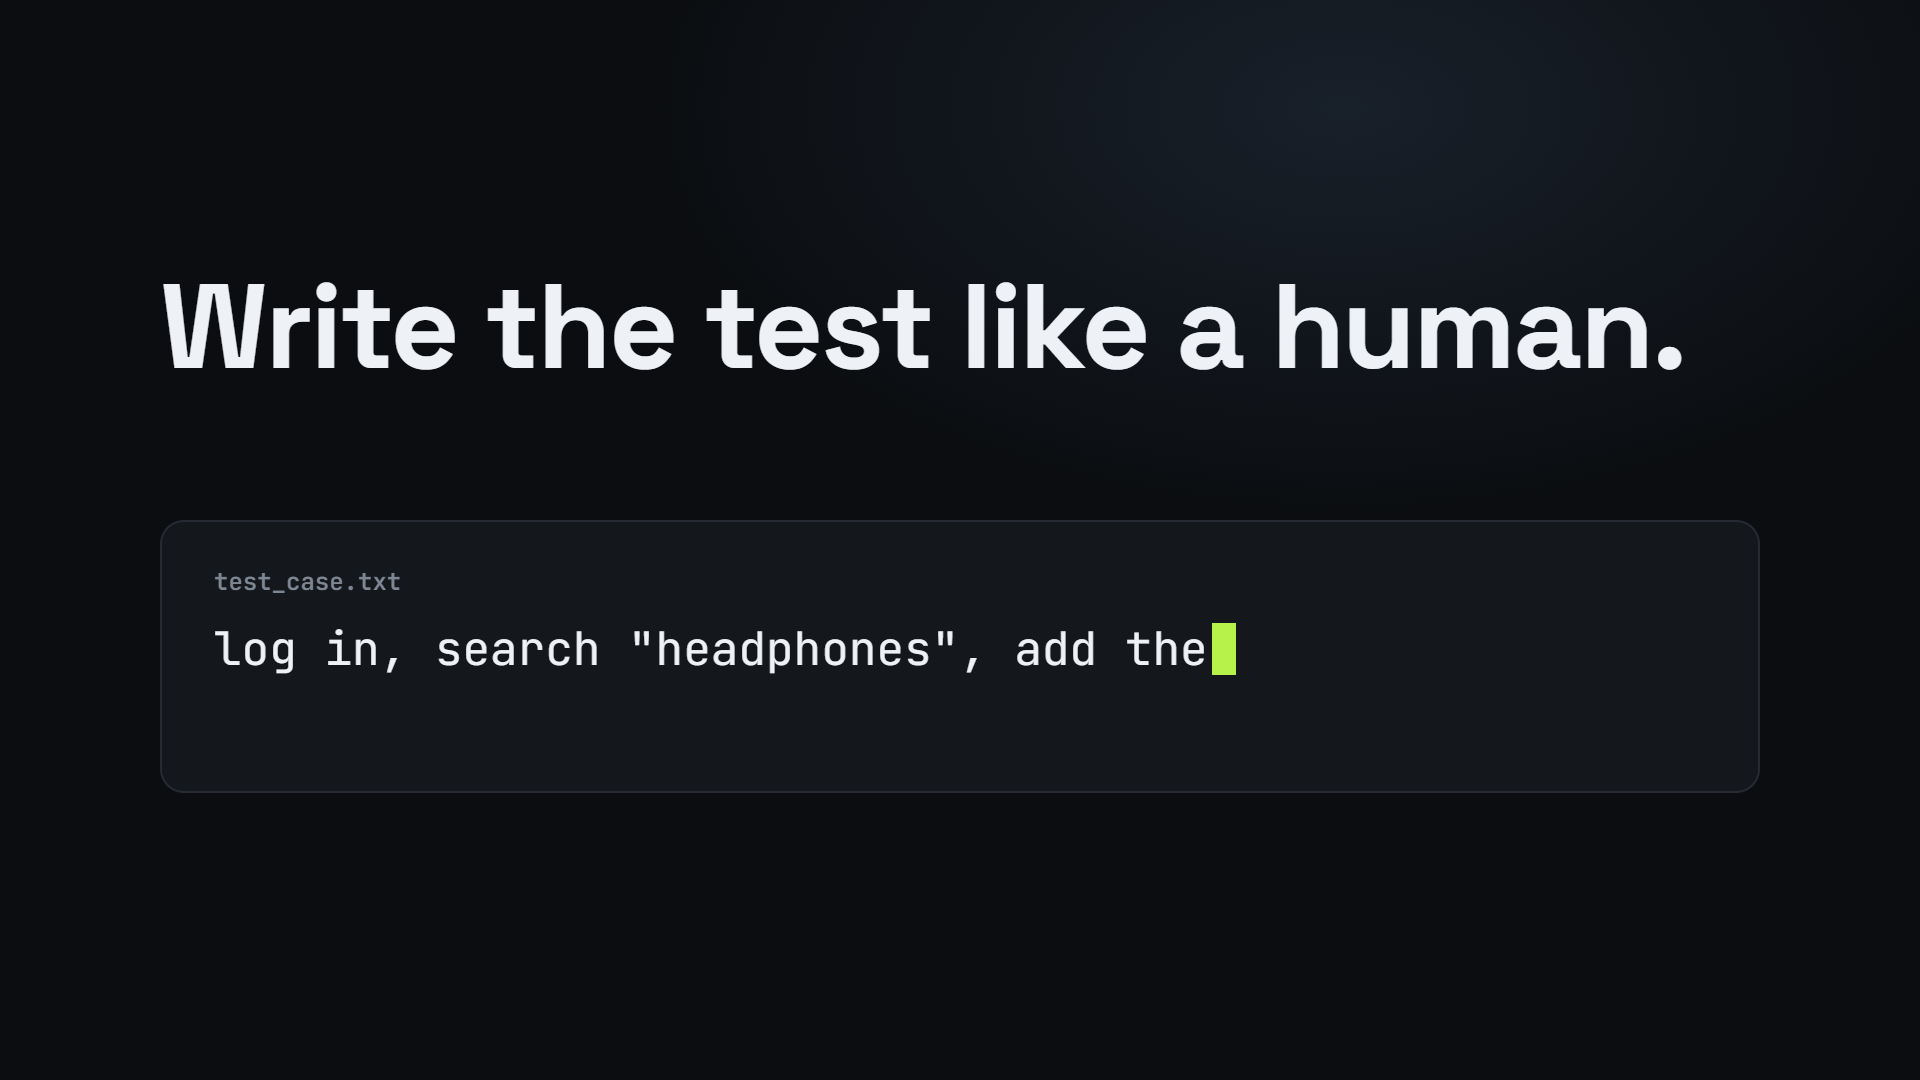 Write the test like a human.
test_case.txt
log in, search "headphones", add the